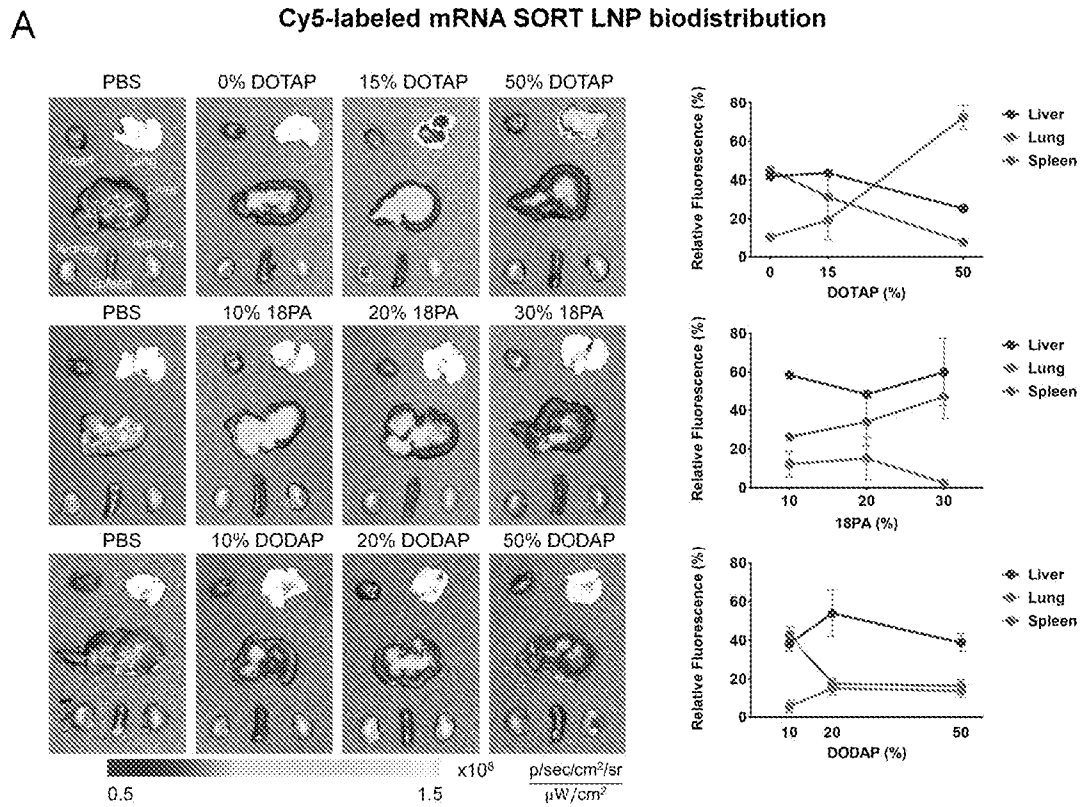 A
Cy5-labeled mRNA SORT LNP biodistribution
PBS 0% DOTAP 15% DOTAP 50% DOTAP
kidney kidney
spleen
PBS 10% 18PA 20% 18PA 30% 18PA
PBS 10% DODAP 20% DODAP 50% DODAP
0.5 1.5 x10⁸ p/sec/cm²/sr
μW/cm²
Relative Fluorescence (%)
80
60
40
20
0
0 15 50
DOTAP (%)
Liver
Lung
Spleen
Relative Fluorescence (%)
80
60
40
20
0
10 20 30
18PA (%)
Liver
Lung
Spleen
Relative Fluorescence (%)
80
60
40
20
0
10 20 50
DODAP (%)
Liver
Lung
Spleen